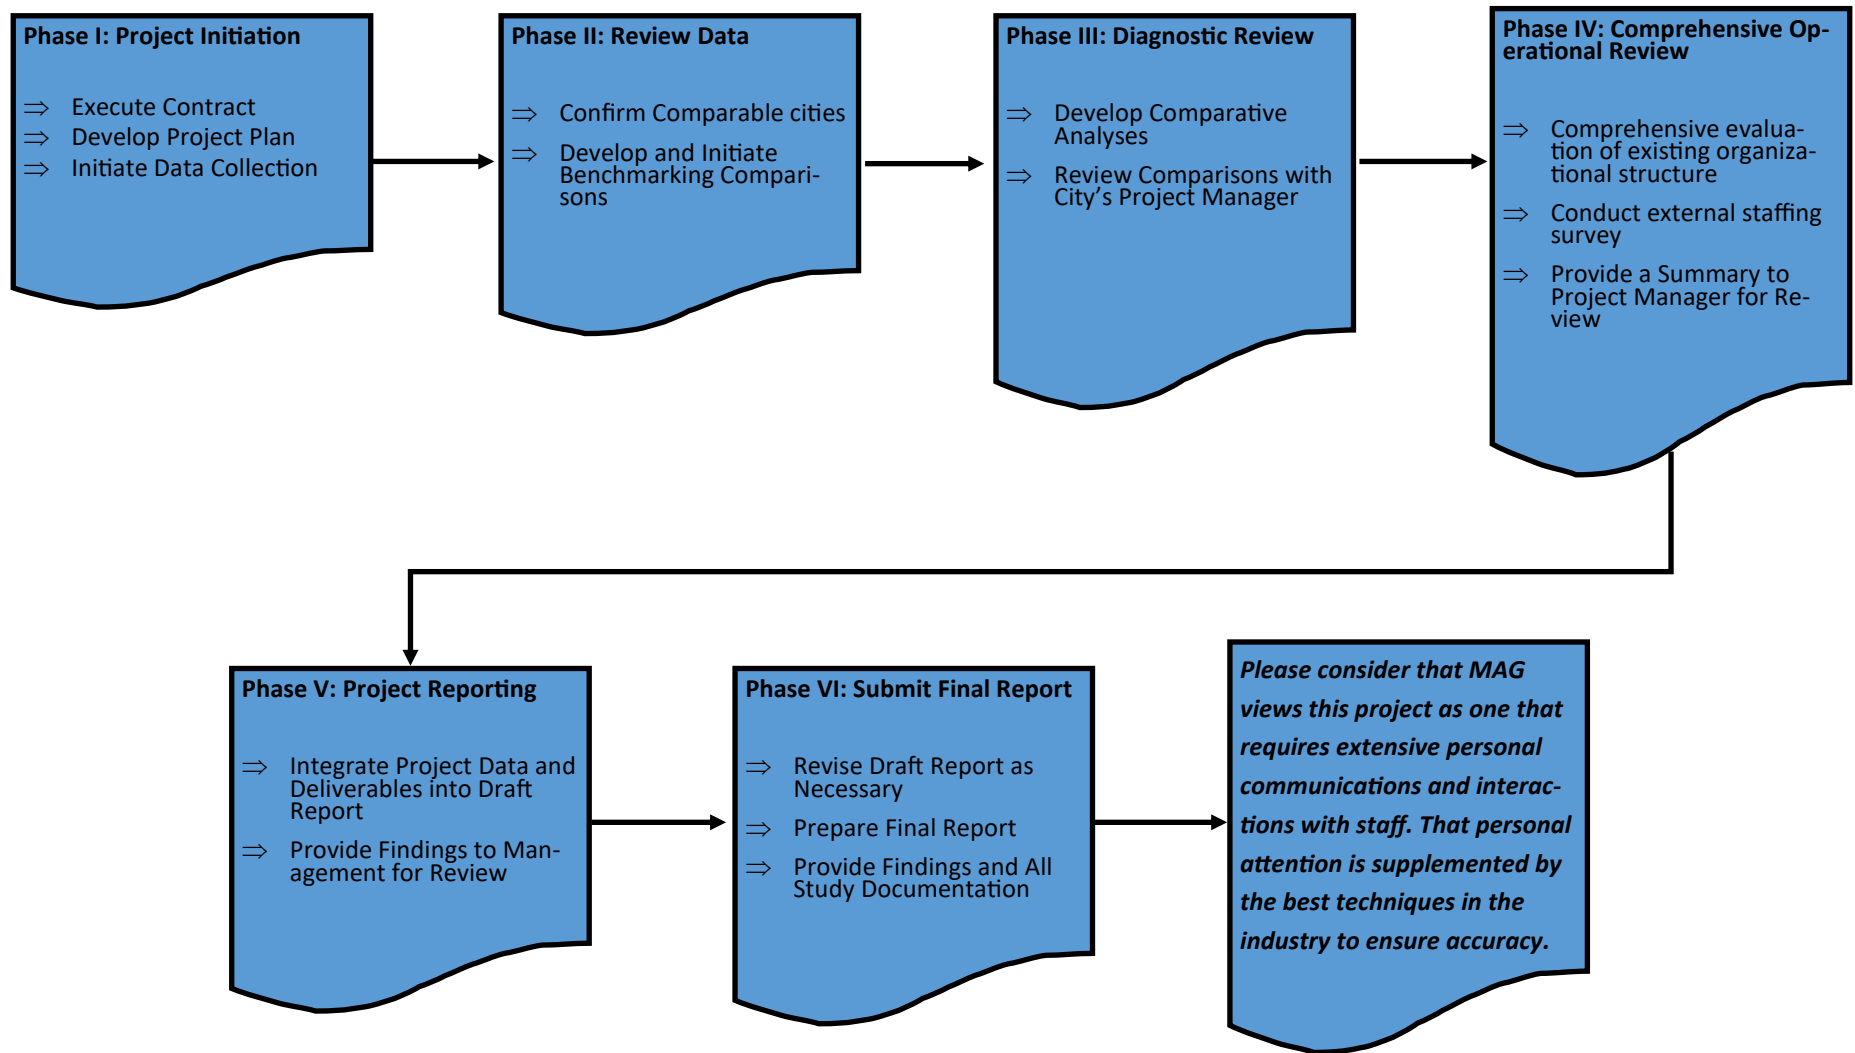 Phase I: Project Initiation
⇒ Execute Contract
⇒ Develop Project Plan
⇒ Initiate Data Collection
Phase II: Review Data
⇒ Confirm Comparable cities
⇒ Develop and Initiate
Benchmarking Compari-
sons
Phase III: Diagnostic Review
⇒ Develop Comparative
Analyses
⇒ Review Comparisons with
City’s Project Manager
Phase IV: Comprehensive Op-
erational Review
⇒ Comprehensive evalua-
tion of existing organiza-
tional structure
⇒ Conduct external staffing
survey
⇒ Provide a Summary to
Project Manager for Re-
view
Phase V: Project Reporting
⇒ Integrate Project Data and
Deliverables into Draft
Report
⇒ Provide Findings to Man-
agement for Review
Phase VI: Submit Final Report
⇒ Revise Draft Report as
Necessary
⇒ Prepare Final Report
⇒ Provide Findings and All
Study Documentation
Please consider that MAG
views this project as one that
requires extensive personal
communications and interac-
tions with staff. That personal
attention is supplemented by
the best techniques in the
industry to ensure accuracy.